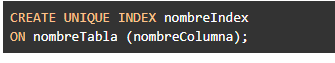 CREATE UNIQUE INDEX nombreIndex
ON nombreTabla (nombreColumna);